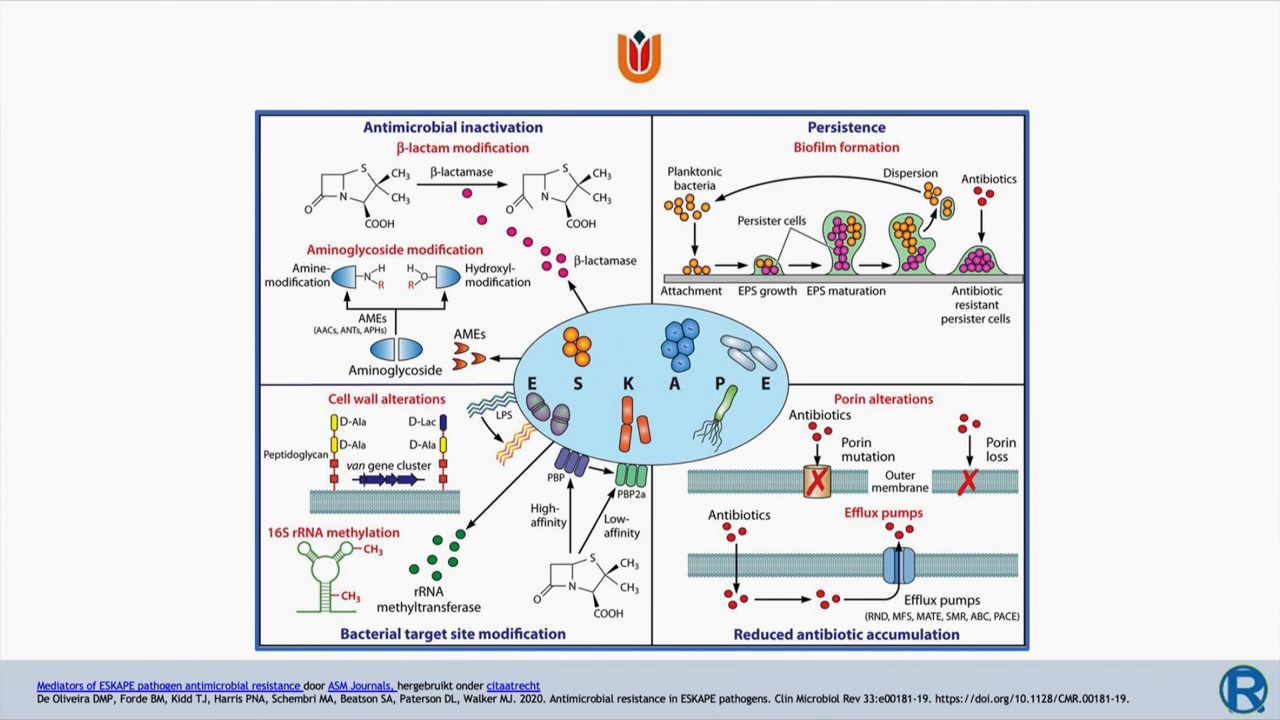 Antimicrobial inactivation
β-lactam modification
S
CH₃
CH₃
N
O
COOH
β-lactamase
S
CH₃
CH₃
N
O
COOH
β-lactamase
Aminoglycoside modification
Amine-
modification
N
H
R
H
O
R
Hydroxyl-
modification
AMEs
(AACs, ANTs, APHs)
Aminoglycoside
AMEs
Persistence
Biofilm formation
Planktonic
bacteria
Dispersion
Antibiotics
Persister cells
Attachment
EPS growth
EPS maturation
Antibiotic
resistant
persister cells
E S K A P E
Cell wall alterations
D-Ala
D-Lac
D-Ala
D-Ala
Peptidoglycan
van gene cluster
LPS
PBP
PBP2a
High-
affinity
Low-
affinity
S
CH₃
CH₃
N
O
COOH
16S rRNA methylation
CH₃
CH₃
rRNA
methyltransferase
Bacterial target site modification
Porin alterations
Antibiotics
Porin
mutation
Porin
loss
Outer
membrane
Antibiotics
Efflux pumps
Efflux pumps
(RND, MFS, MATE, SMR, ABC, PACE)
Reduced antibiotic accumulation
Mediators of ESKAPE pathogen antimicrobial resistance door ASM Journals, hergebruikt onder citaatrecht
De Oliveira DMP, Forde BM, Kidd TJ, Harris PNA, Schembri MA, Beatson SA, Paterson DL, Walker MJ. 2020. Antimicrobial resistance in ESKAPE pathogens. Clin Microbiol Rev 33:e00181-19. https://doi.org/10.1128/CMR.00181-19.
R